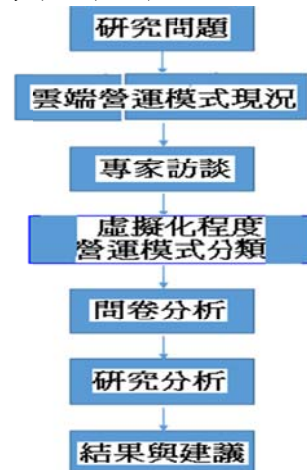 研究問題
雲端營運模式現況
專家訪談
虛擬化程度
營運模式分類
問卷分析
研究分析
結果與建議